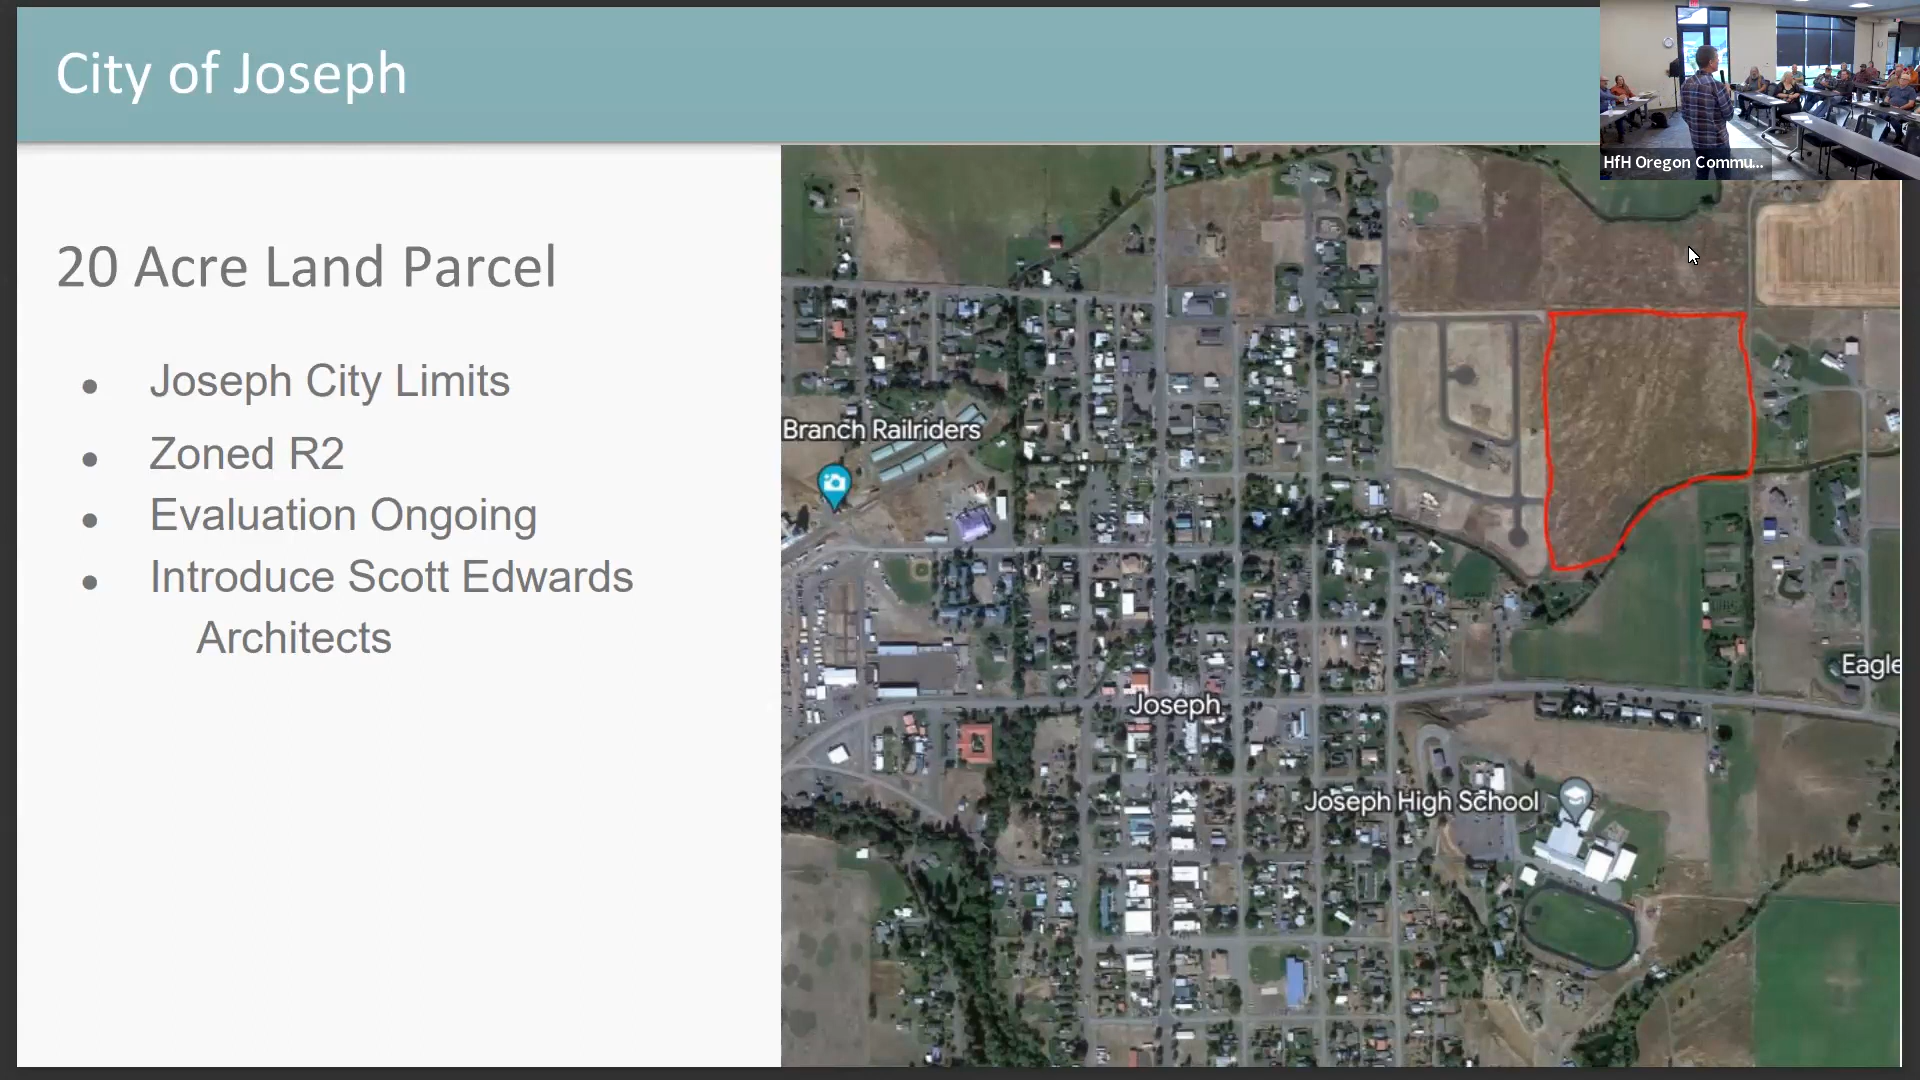 City of Joseph
HfH Oregon Commu...
20 Acre Land Parcel
● Joseph City Limits
● Zoned R2
● Evaluation Ongoing
● Introduce Scott Edwards
Architects
Branch Railriders
Eagle
Joseph
Joseph High School